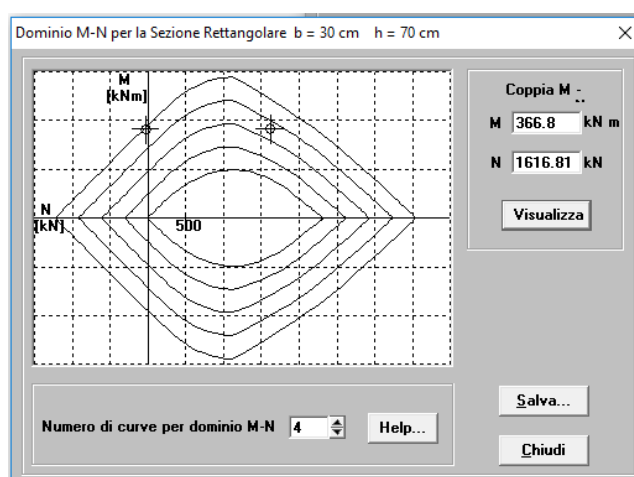 Dominio M-N per la Sezione Rettangolare b = 30 cm h = 70 cm
M
[kNm]
N
[kN]
500
Coppia M -
M 366.8 kN m
N 1616.81 kN
Visualizza
Numero di curve per dominio M-N 4
Help...
Salva...
Chiudi